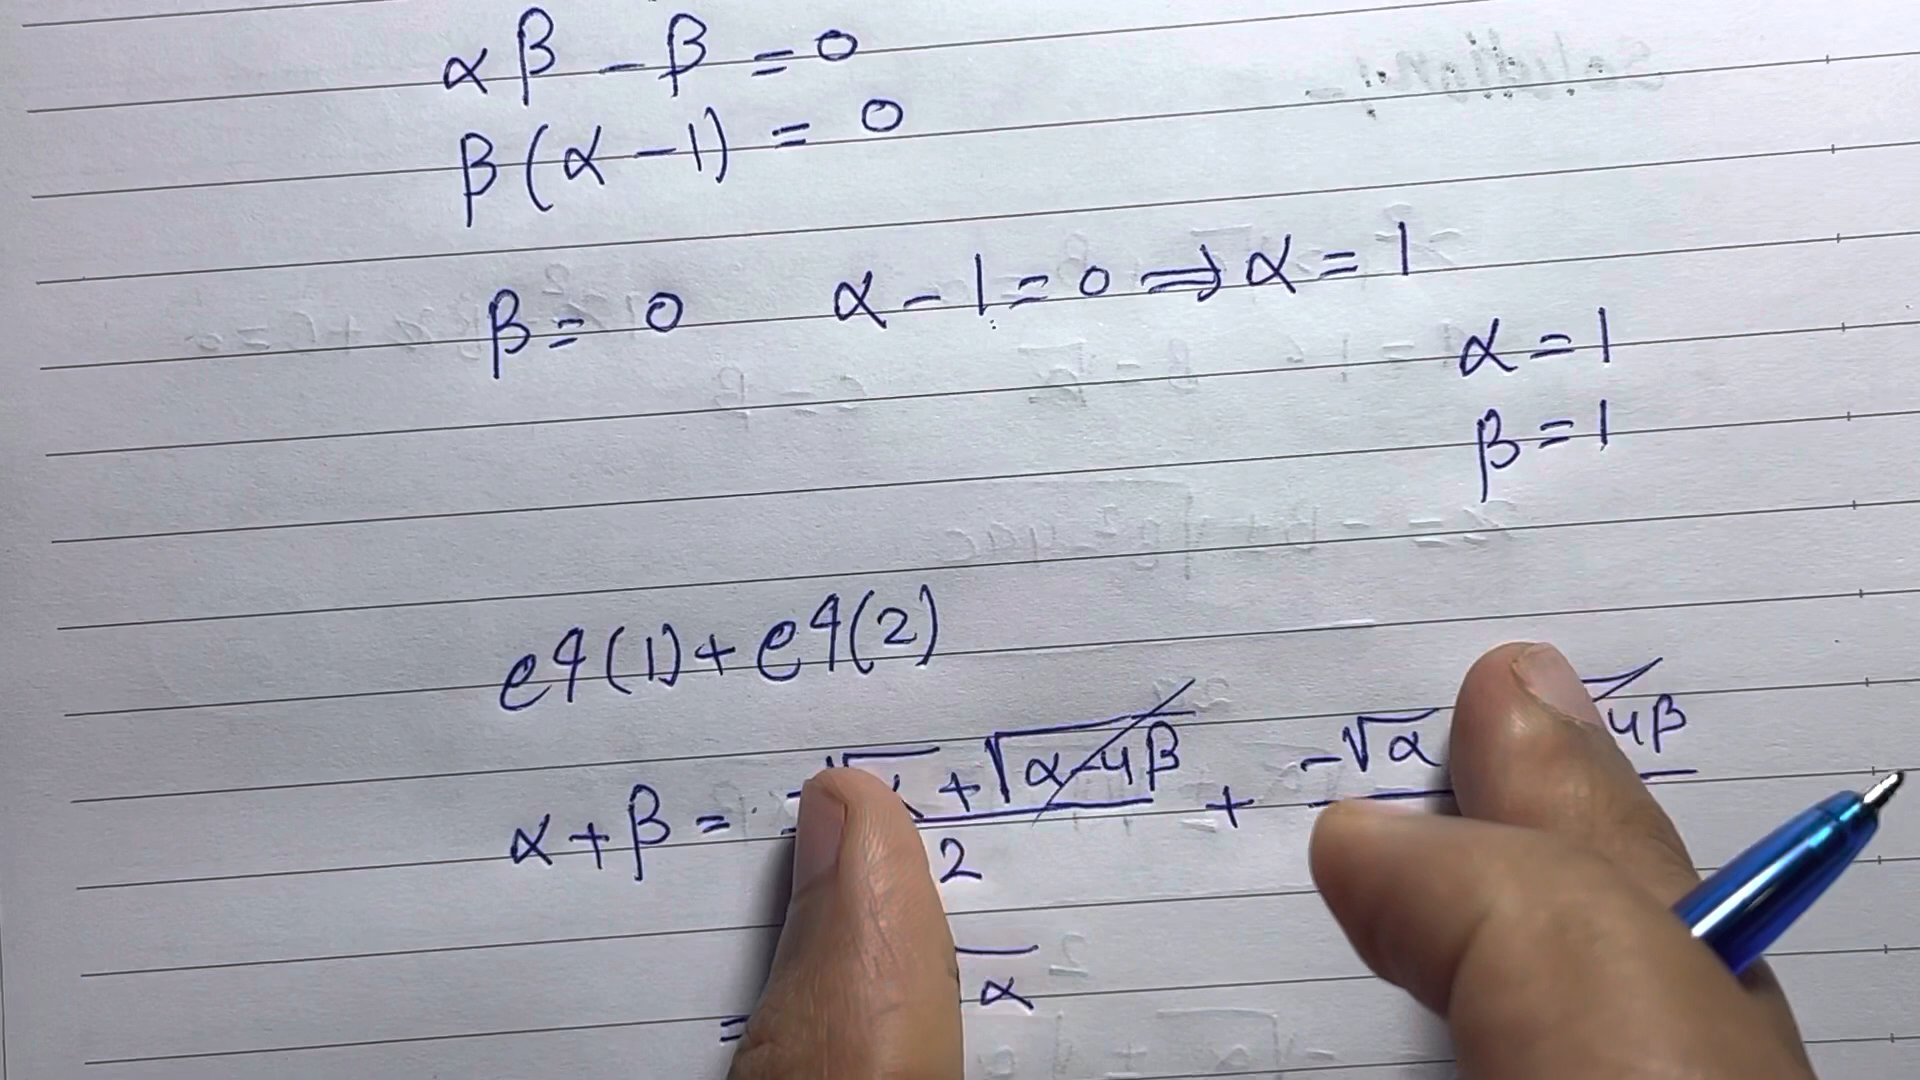 αβ - β = 0
β(α - 1) = 0
β = 0 α - 1 = 0 ⇒ α = 1
α = 1
β = 1
eq(1) + eq(2)
α + β = √α + √α-4β / 2 + -√α 4β
= α